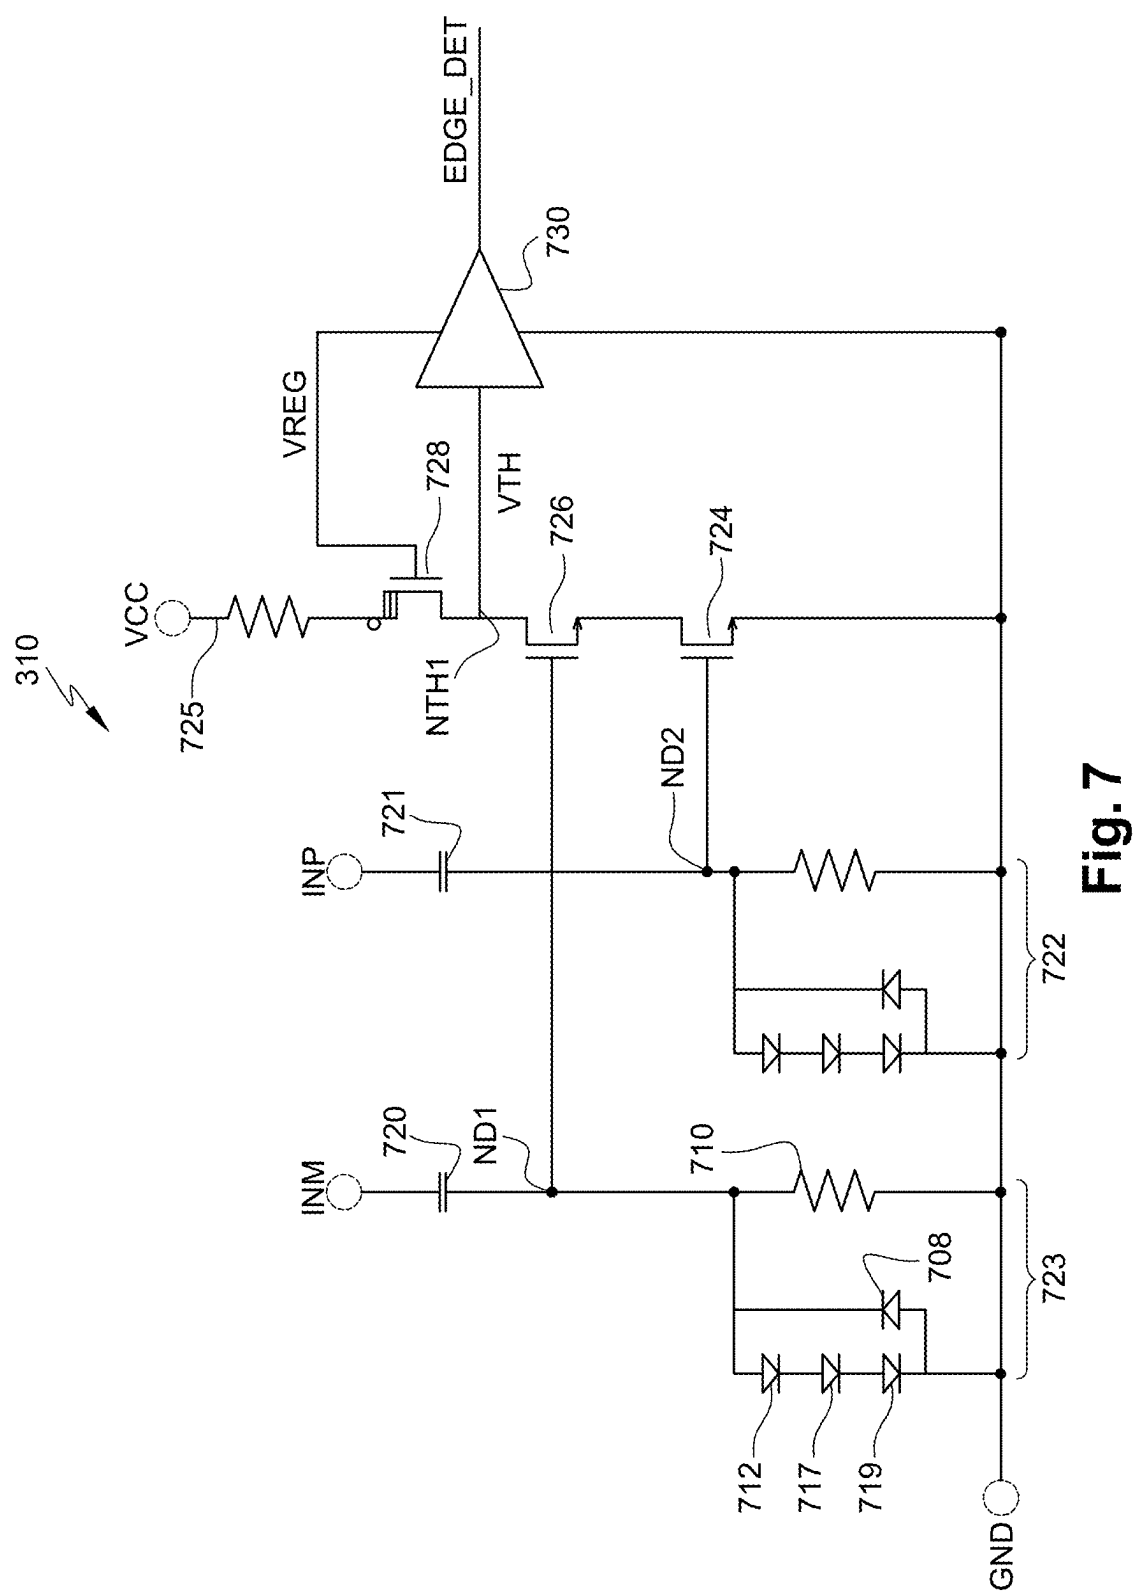 310
VCC
725
VREG
728
EDGE_DET
730
VTH
NTH1
726
724
INP
721
ND2
722
INM
720
ND1
710
708
723
712
717
719
GND
Fig. 7